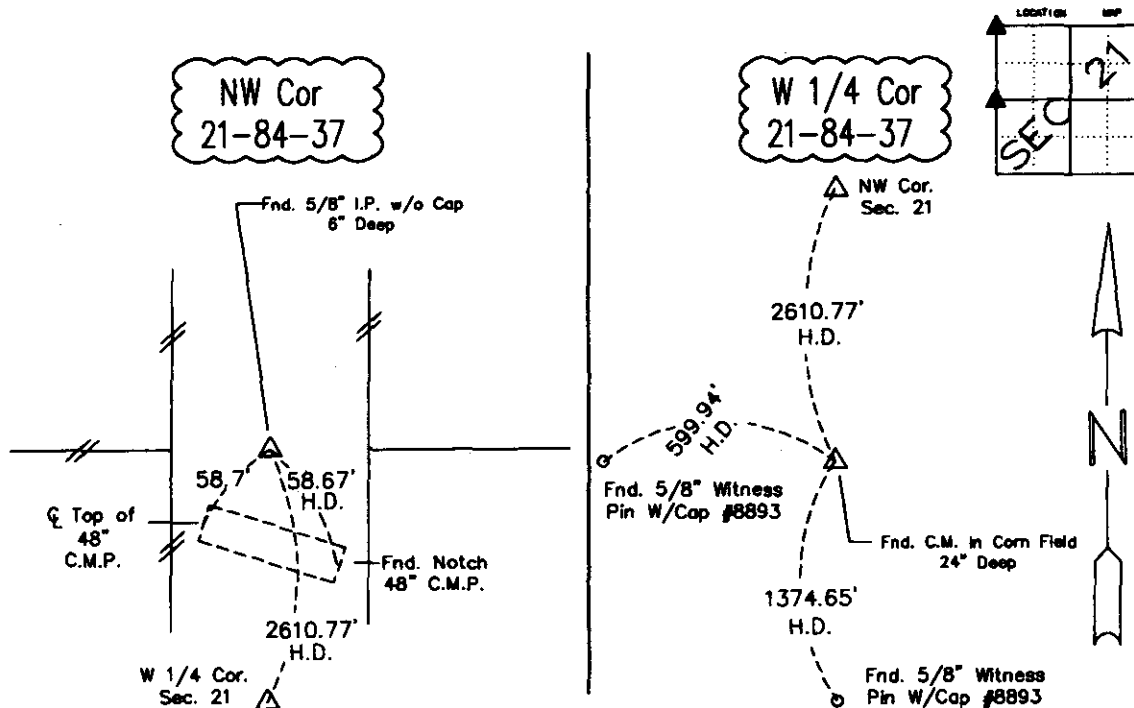 NW Cor
21-84-37
Fnd. 5/8" I.P. w/o Cap
6" Deep
58.7'
58.67'
H.D.
℄ Top of
48"
C.M.P.
Fnd. Notch
48" C.M.P.
2610.77'
H.D.
W 1/4 Cor.
Sec. 21
W 1/4 Cor
21-84-37
NW Cor.
Sec. 21
2610.77'
H.D.
599.94'
H.D.
Fnd. 5/8" Witness
Pin W/Cap #8893
Fnd. C.M. In Corn Field
24" Deep
1374.65'
H.D.
Fnd. 5/8" Witness
Pin W/Cap #8893
LOCATION MAP
SEC 21
N